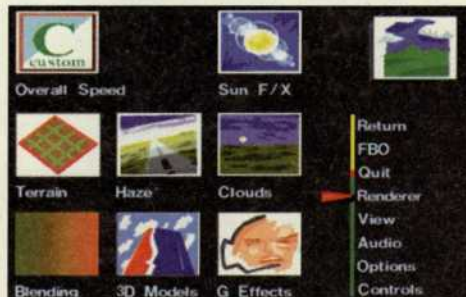 C
custom
Overall Speed
Sun F/X
Terrain
Haze
Clouds
Blending
3D Models
G Effects
Return
FBO
Quit
Renderer
View
Audio
Options
Controls